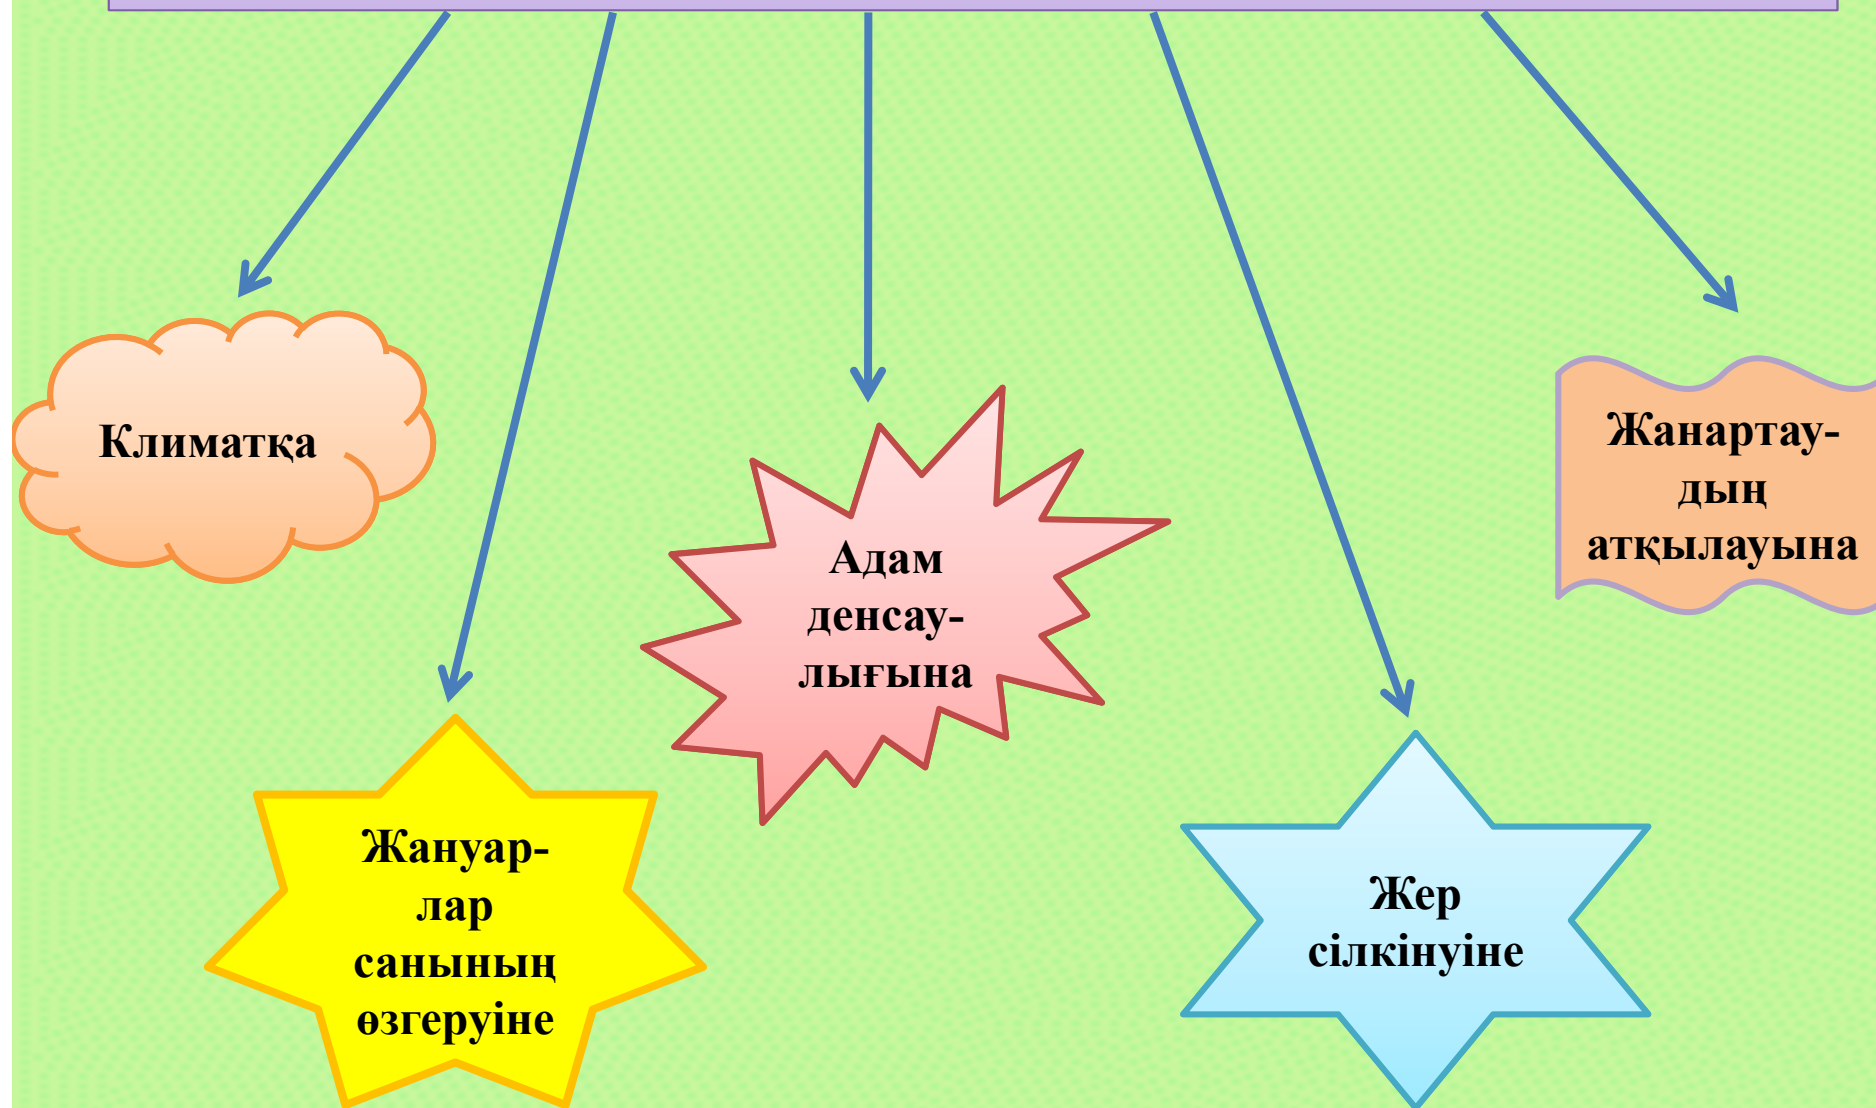 Климатқа
Жанартау-
дың
атқылауына
Адам
денсау-
лығына
Жануар-
лар
санының
өзгеруіне
Жер
сілкінуіне